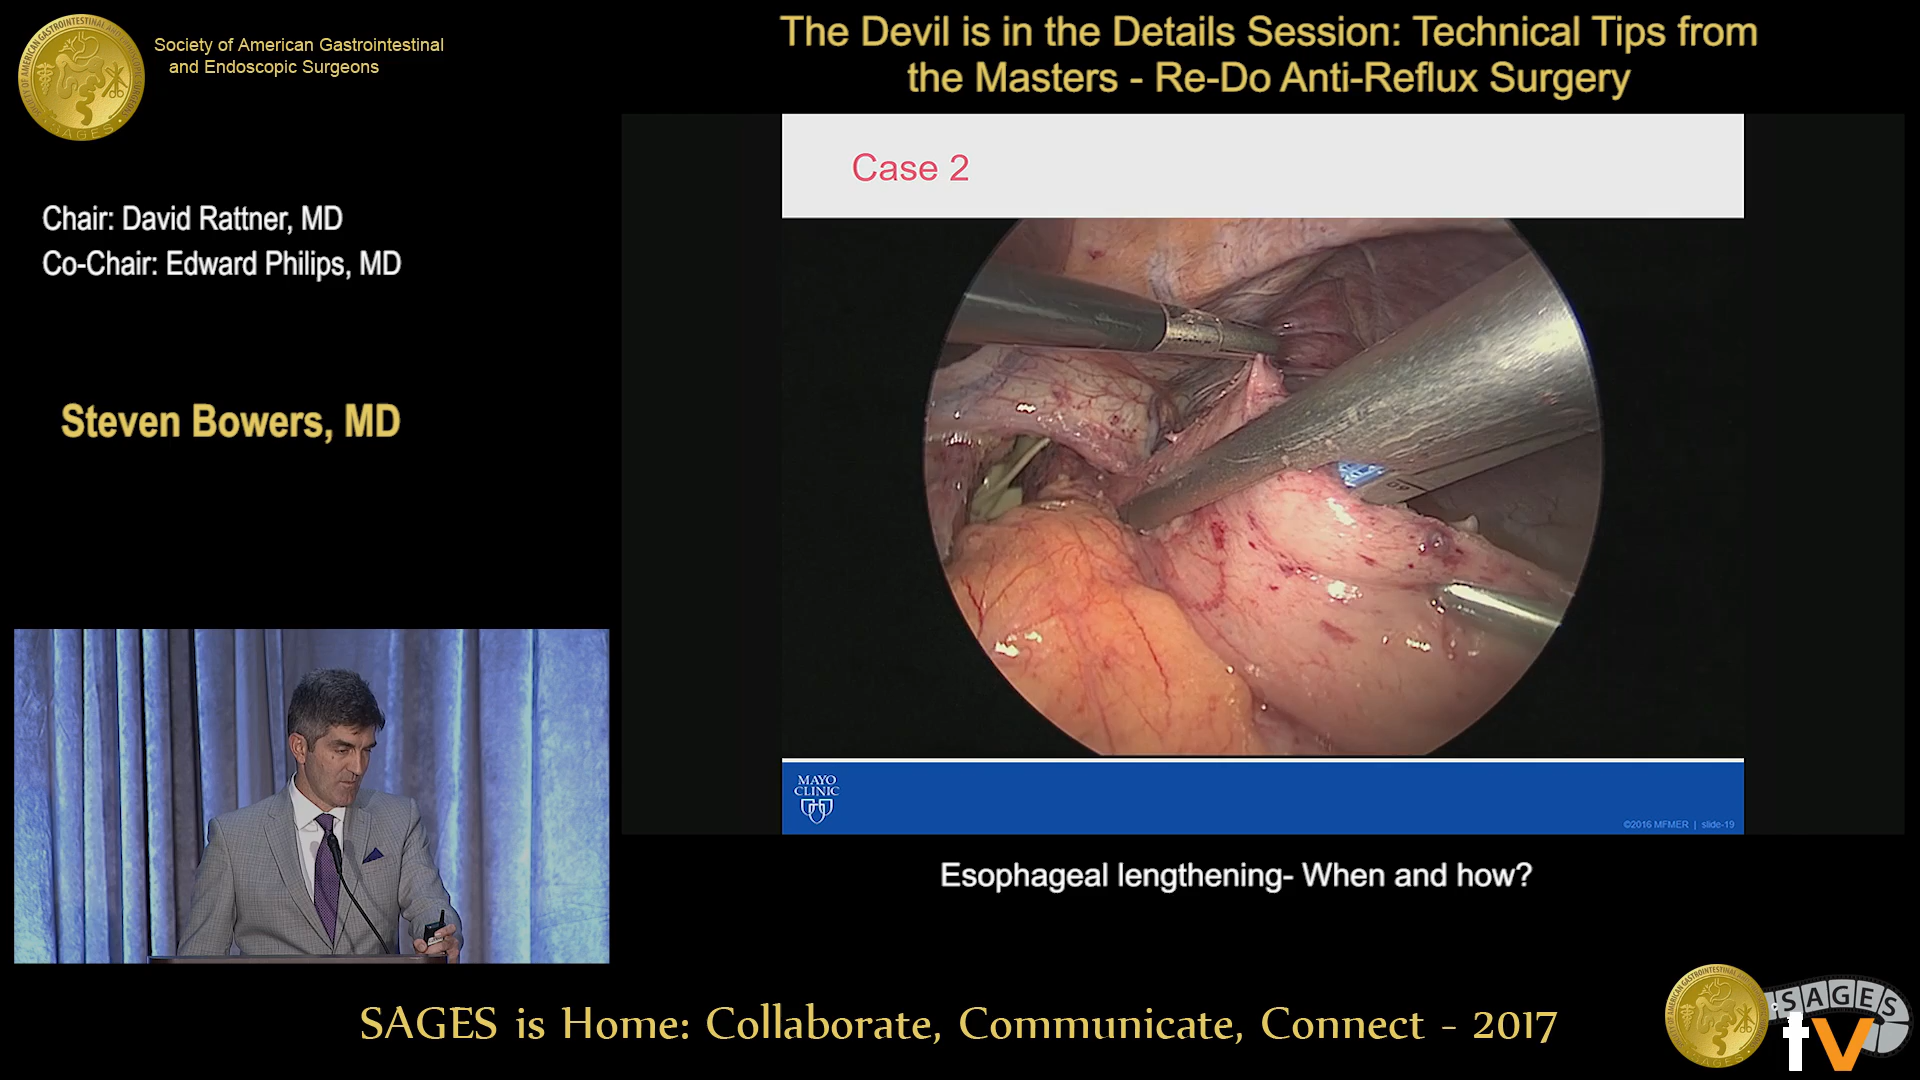 Society of American Gastrointestinal
and Endoscopic Surgeons
The Devil is in the Details Session: Technical Tips from
the Masters - Re-Do Anti-Reflux Surgery
Chair: David Rattner, MD
Co-Chair: Edward Philips, MD
Steven Bowers, MD
Case 2
60
MAYO
CLINIC
©2016 MFMER | slide-19
Esophageal lengthening- When and how?
SAGES is Home: Collaborate, Communicate, Connect - 2017
SAGES
tv